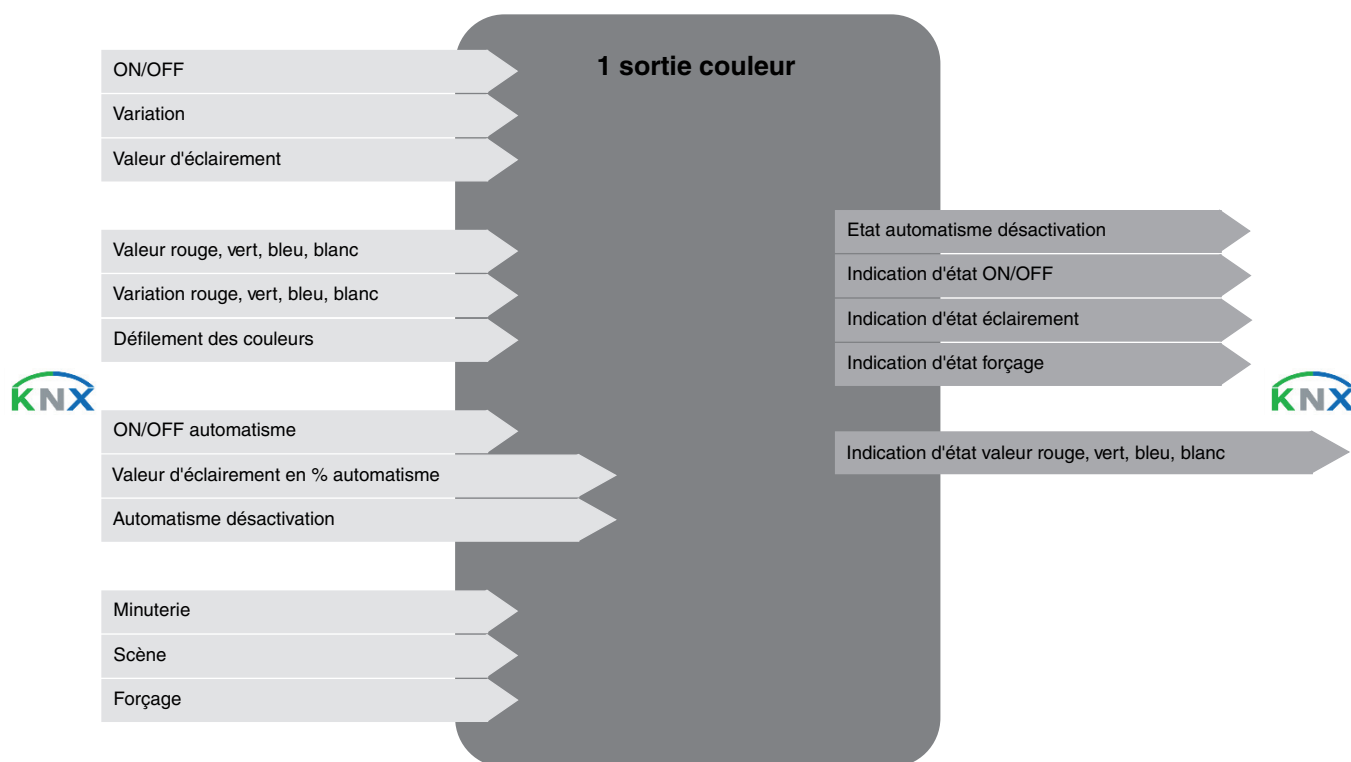 1 sortie couleur
ON/OFF
Variation
Valeur d'éclairement
Valeur rouge, vert, bleu, blanc
Variation rouge, vert, bleu, blanc
Défilement des couleurs
KNX
ON/OFF automatisme
Valeur d'éclairement en % automatisme
Automatisme désactivation
Minuterie
Scène
Forçage
Etat automatisme désactivation
Indication d'état ON/OFF
Indication d'état éclairement
Indication d'état forçage
KNX
Indication d'état valeur rouge, vert, bleu, blanc